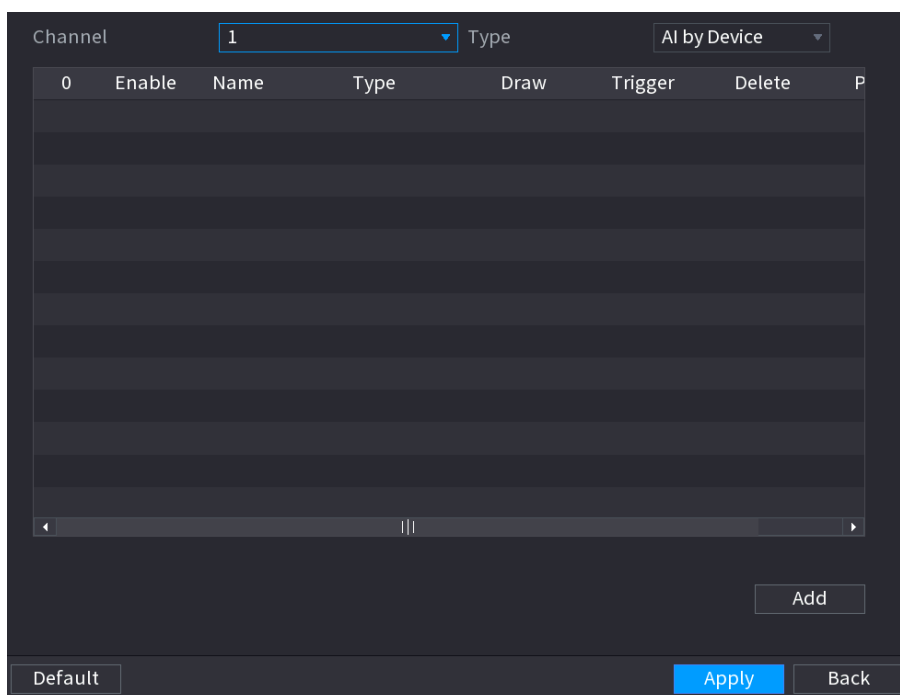 Channel 1 Type AI by Device
0 Enable Name Type Draw Trigger Delete P
Add
Default Apply Back